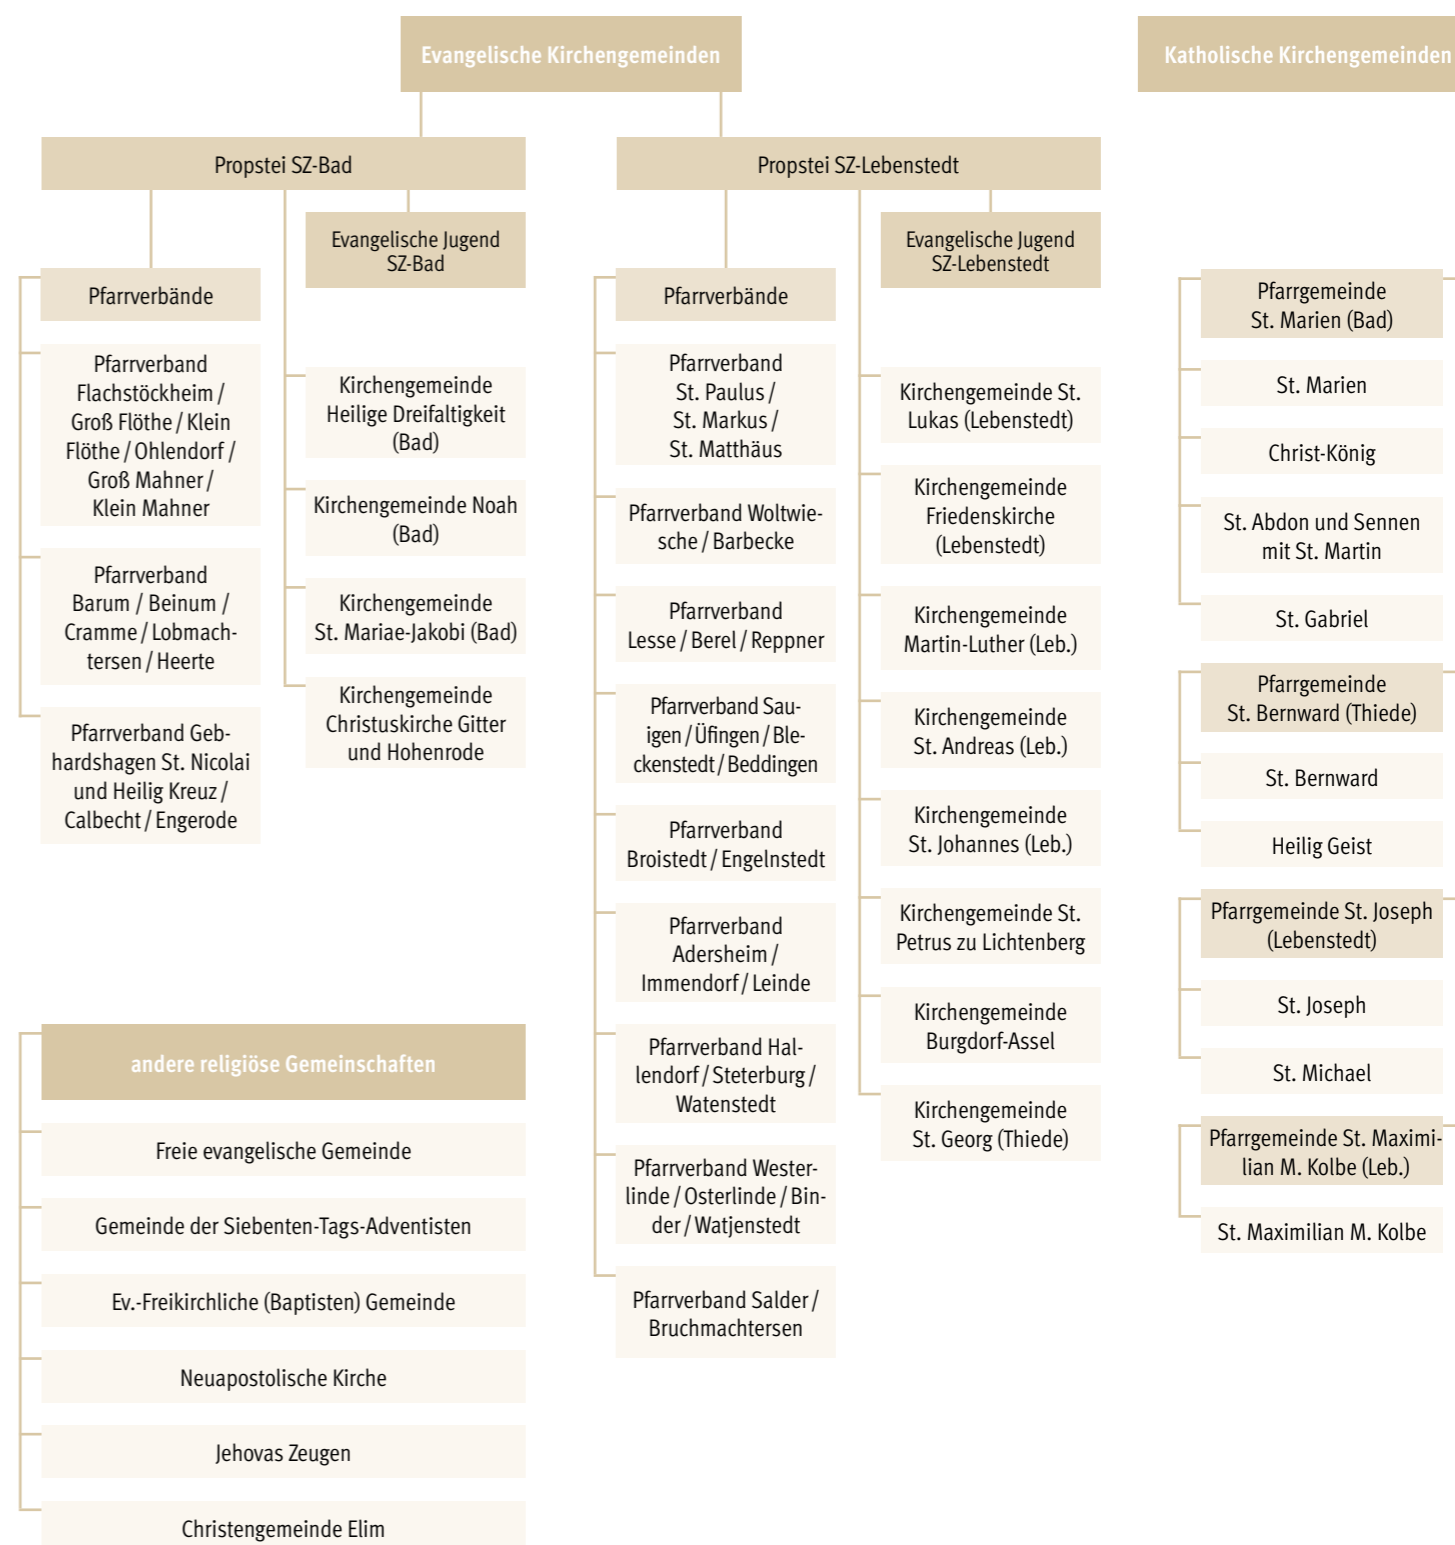 Evangelische Kirchengemeinden
Propstei SZ-Bad
Evangelische Jugend
SZ-Bad
Pfarrverbände
Pfarrverband
Flachstöckheim /
Groß Flöthe / Klein
Flöthe / Ohlendorf /
Groß Mahner /
Klein Mahner
Pfarrverband
Barum / Beinum /
Cramme / Lobmach-
tersen / Heerte
Pfarrverband Geb-
hardshagen St. Nicolai
und Heilig Kreuz /
Calbecht / Engerode
Kirchengemeinde
Heilige Dreifaltigkeit
(Bad)
Kirchengemeinde Noah
(Bad)
Kirchengemeinde
St. Mariae-Jakobi (Bad)
Kirchengemeinde
Christuskirche Gitter
und Hohenrode
Propstei SZ-Lebenstedt
Evangelische Jugend
SZ-Lebenstedt
Pfarrverbände
Pfarrverband
St. Paulus /
St. Markus /
St. Matthäus
Pfarrverband Woltwie-
sche / Barbecke
Pfarrverband
Lesse / Berel / Reppner
Pfarrverband Sau-
igen / Üfingen / Ble-
ckenstedt / Beddingen
Pfarrverband
Broistedt / Engelnstedt
Pfarrverband
Adersheim /
Immendorf / Leinde
Pfarrverband Hal-
lendorf / Steterburg /
Watenstedt
Pfarrverband Wester-
linde / Osterlinde / Bin-
der / Watjenstedt
Pfarrverband Salder /
Bruchmachtersen
Kirchengemeinde St.
Lukas (Lebenstedt)
Kirchengemeinde
Friedenskirche
(Lebenstedt)
Kirchengemeinde
Martin-Luther (Leb.)
Kirchengemeinde
St. Andreas (Leb.)
Kirchengemeinde
St. Johannes (Leb.)
Kirchengemeinde St.
Petrus zu Lichtenberg
Kirchengemeinde
Burgdorf-Assel
Kirchengemeinde
St. Georg (Thiede)
Katholische Kirchengemeinden
Pfarrgemeinde
St. Marien (Bad)
St. Marien
Christ-König
St. Abdon und Sennen
mit St. Martin
St. Gabriel
Pfarrgemeinde
St. Bernward (Thiede)
St. Bernward
Heilig Geist
Pfarrgemeinde St. Joseph
(Lebenstedt)
St. Joseph
St. Michael
Pfarrgemeinde St. Maximi-
lian M. Kolbe (Leb.)
St. Maximilian M. Kolbe
andere religiöse Gemeinschaften
Freie evangelische Gemeinde
Gemeinde der Siebenten-Tags-Adventisten
Ev.-Freikirchliche (Baptisten) Gemeinde
Neuapostolische Kirche
Jehovas Zeugen
Christengemeinde Elim